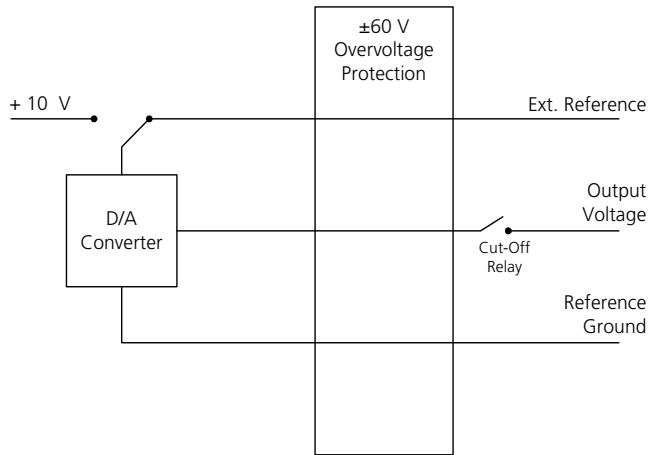 ±60 V
Overvoltage
Protection
+ 10 V
Ext. Reference
D/A
Converter
Output
Voltage
Cut-Off
Relay
Reference
Ground